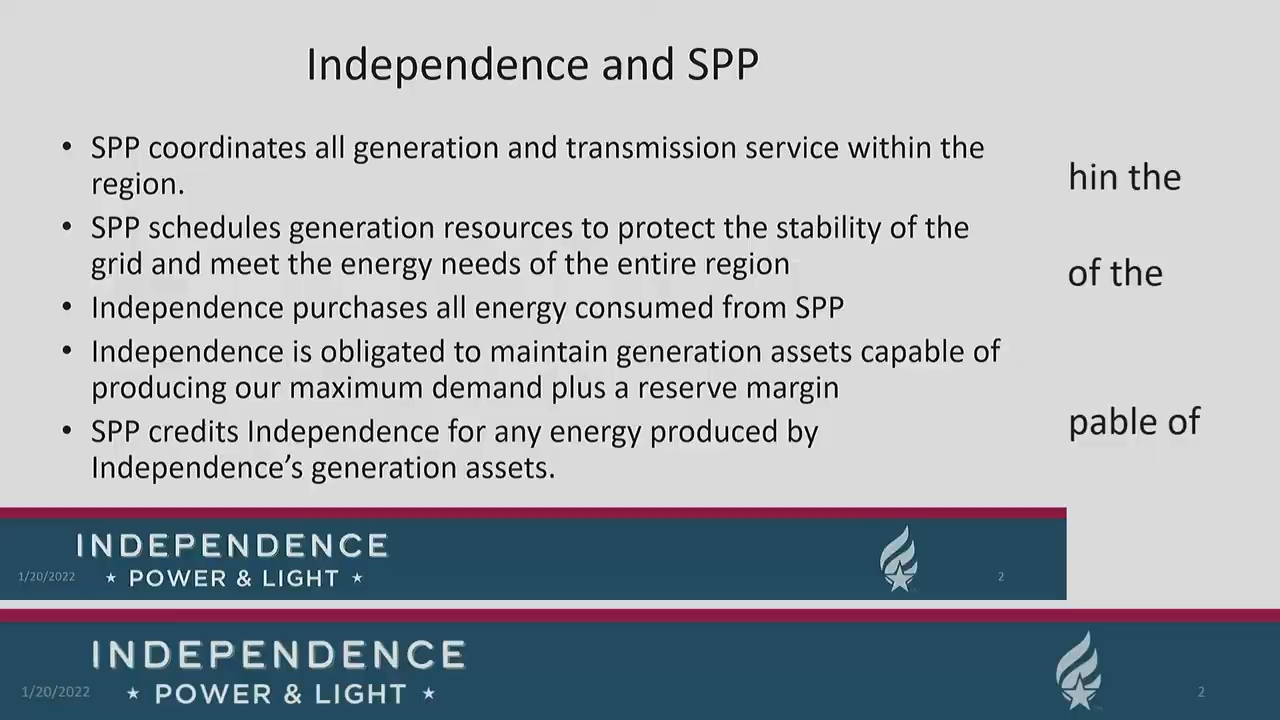 Independence and SPP
• SPP coordinates all generation and transmission service within the
region.
• SPP schedules generation resources to protect the stability of the
grid and meet the energy needs of the entire region
• Independence purchases all energy consumed from SPP
• Independence is obligated to maintain generation assets capable of
producing our maximum demand plus a reserve margin
• SPP credits Independence for any energy produced by
Independence’s generation assets.
hin the
of the
pable of
INDEPENDENCE
1/20/2022 ★ POWER & LIGHT ★ 2
INDEPENDENCE
1/20/2022 ★ POWER & LIGHT ★ 2